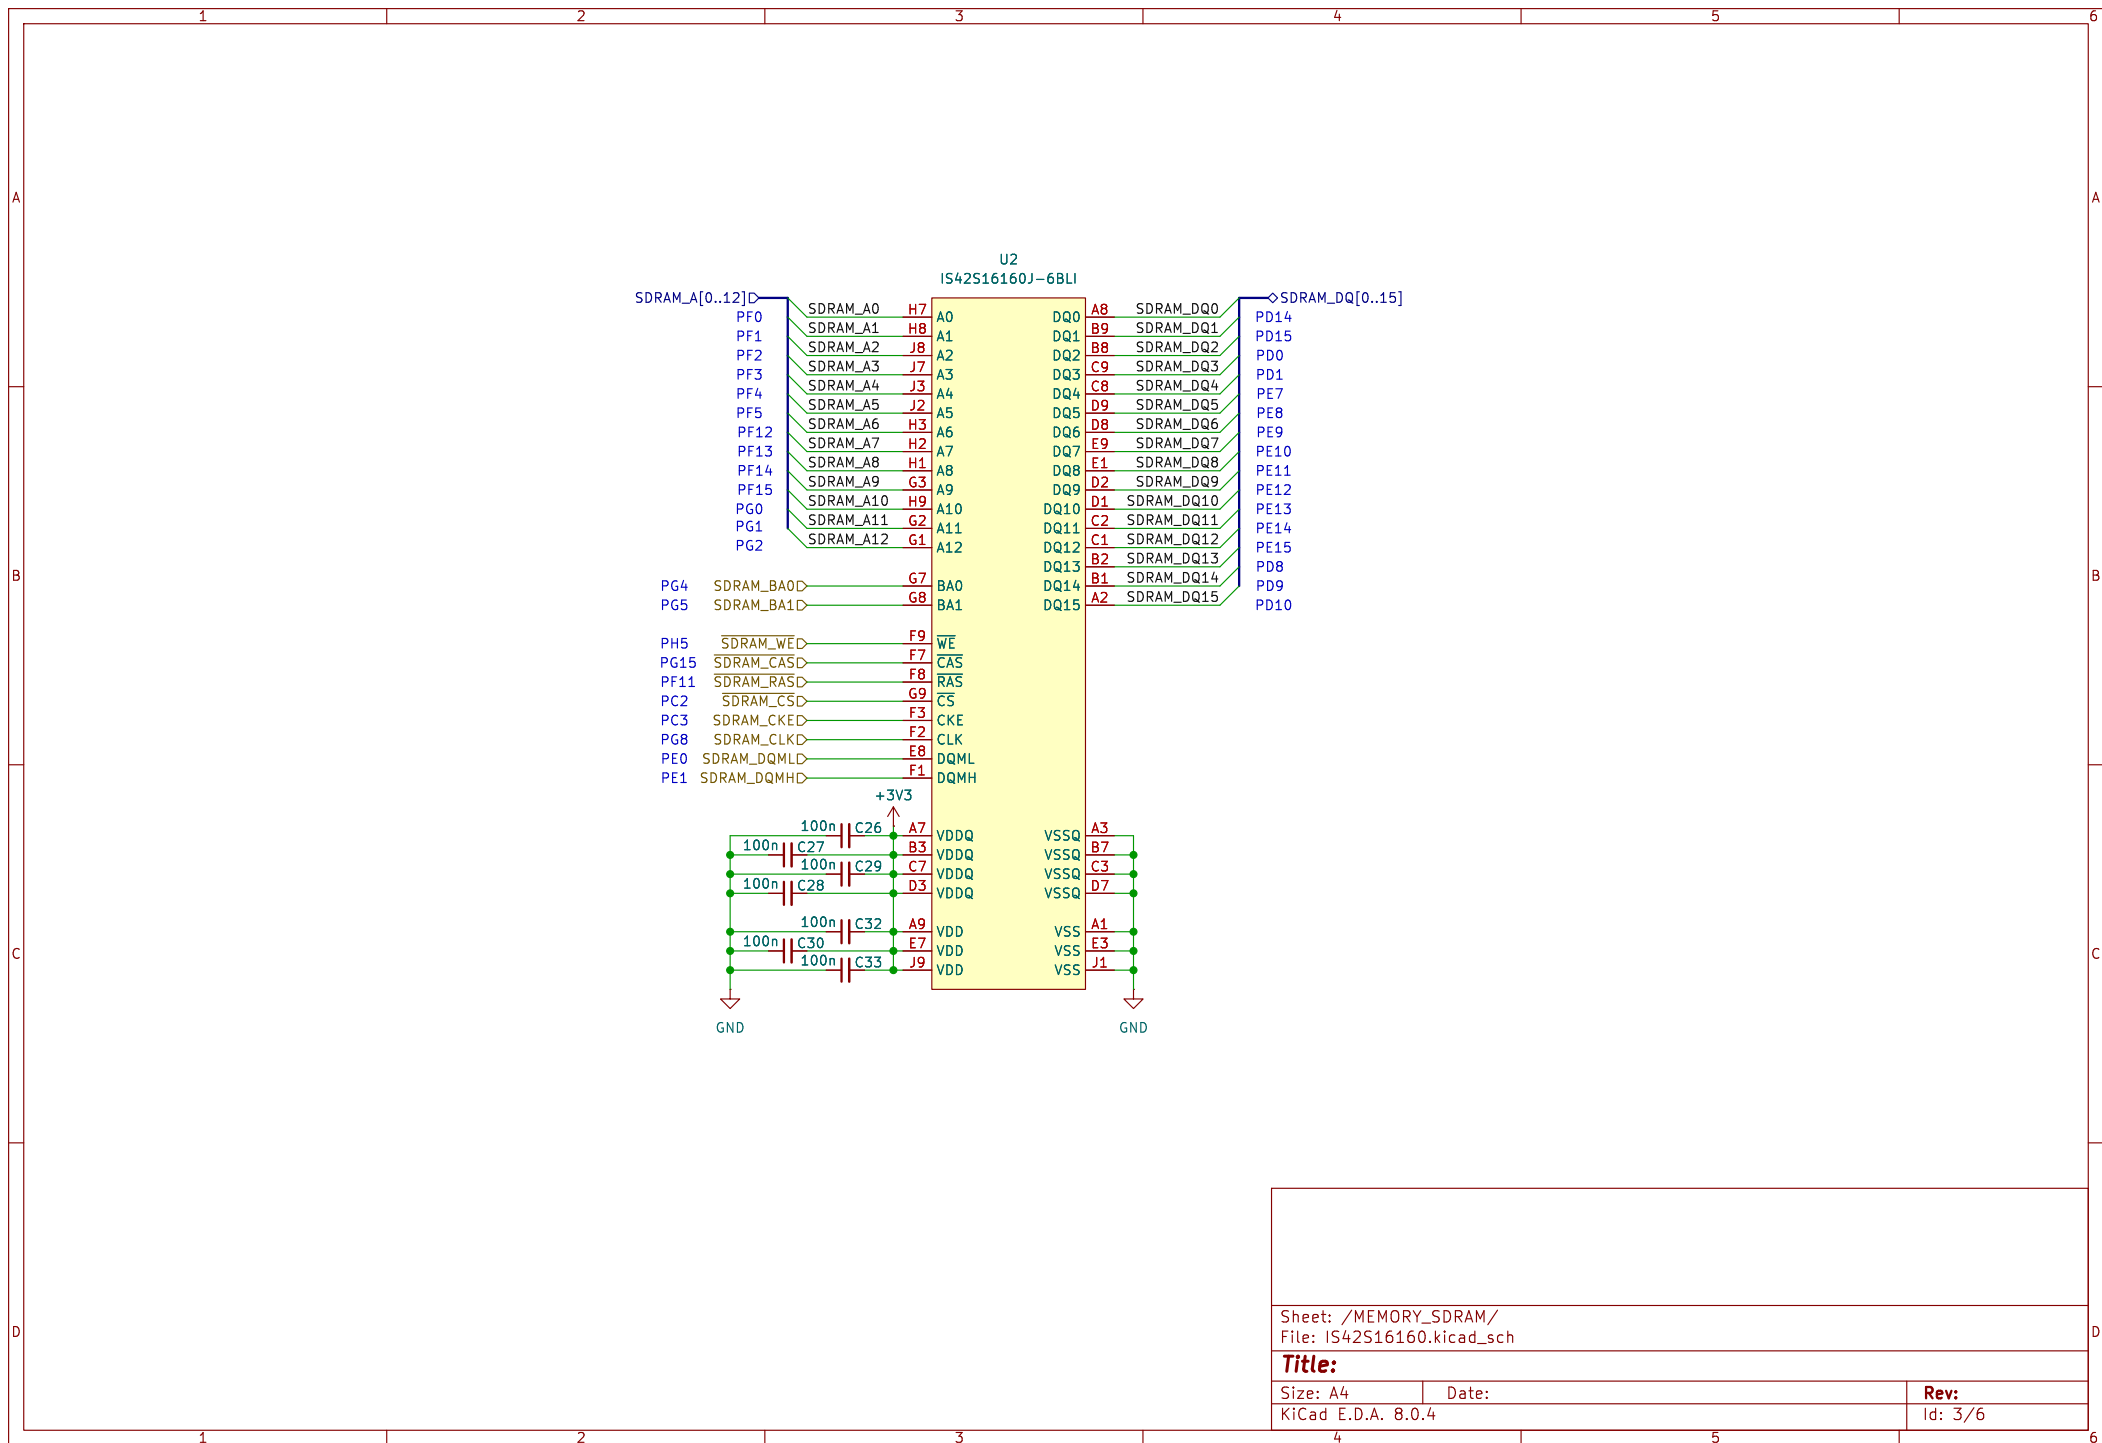 1 2 3 4 5 6
A A
B B
C C
D D
U2
IS42S16160J-6BLI
SDRAM_A[0..12] SDRAM_DQ[0..15]
SDRAM_A0 SDRAM_DQ0
PF0 H7 A0 DQ0 A8 PD14
SDRAM_A1 SDRAM_DQ1
PF1 H8 A1 DQ1 B9 PD15
SDRAM_A2 SDRAM_DQ2
PF2 J8 A2 DQ2 B8 PD0
SDRAM_A3 SDRAM_DQ3
PF3 J7 A3 DQ3 C9 PD1
SDRAM_A4 SDRAM_DQ4
PF4 J3 A4 DQ4 C8 PE7
SDRAM_A5 SDRAM_DQ5
PF5 J2 A5 DQ5 D9 PE8
SDRAM_A6 SDRAM_DQ6
PF12 H3 A6 DQ6 D8 PE9
SDRAM_A7 SDRAM_DQ7
PF13 H2 A7 DQ7 E9 PE10
SDRAM_A8 SDRAM_DQ8
PF14 H1 A8 DQ8 E1 PE11
SDRAM_A9 SDRAM_DQ9
PF15 G3 A9 DQ9 D2 PE12
SDRAM_A10 SDRAM_DQ10
PG0 H9 A10 DQ10 D1 PE13
SDRAM_A11 SDRAM_DQ11
PG1 G2 A11 DQ11 C2 PE14
SDRAM_A12 SDRAM_DQ12
PG2 G1 A12 DQ12 C1 PE15
SDRAM_DQ13
DQ13 B2 PD8
SDRAM_DQ14
PG4 SDRAM_BA0 G7 BA0 DQ14 B1 PD9
SDRAM_DQ15
PG5 SDRAM_BA1 G8 BA1 DQ15 A2 PD10
PH5 SDRAM_WE F9 WE
PG15 SDRAM_CAS F7 CAS
PF11 SDRAM_RAS F8 RAS
PC2 SDRAM_CS G9 CS
PC3 SDRAM_CKE F3 CKE
PG8 SDRAM_CLK F2 CLK
PE0 SDRAM_DQML E8 DQML
PE1 SDRAM_DQMH F1 DQMH
+3V3
100n C26 A7 VDDQ VSSQ A3
100n C27 B3 VDDQ VSSQ B7
100n C29 C7 VDDQ VSSQ C3
100n C28 D3 VDDQ VSSQ D7
100n C32 A9 VDD VSS A1
100n C30 E7 VDD VSS E3
100n C33 J9 VDD VSS J1
GND GND
Sheet: /MEMORY_SDRAM/
File: IS42S16160.kicad_sch
Title:
Size: A4 Date: Rev:
KiCad E.D.A. 8.0.4 Id: 3/6
1 2 3 4 5 6